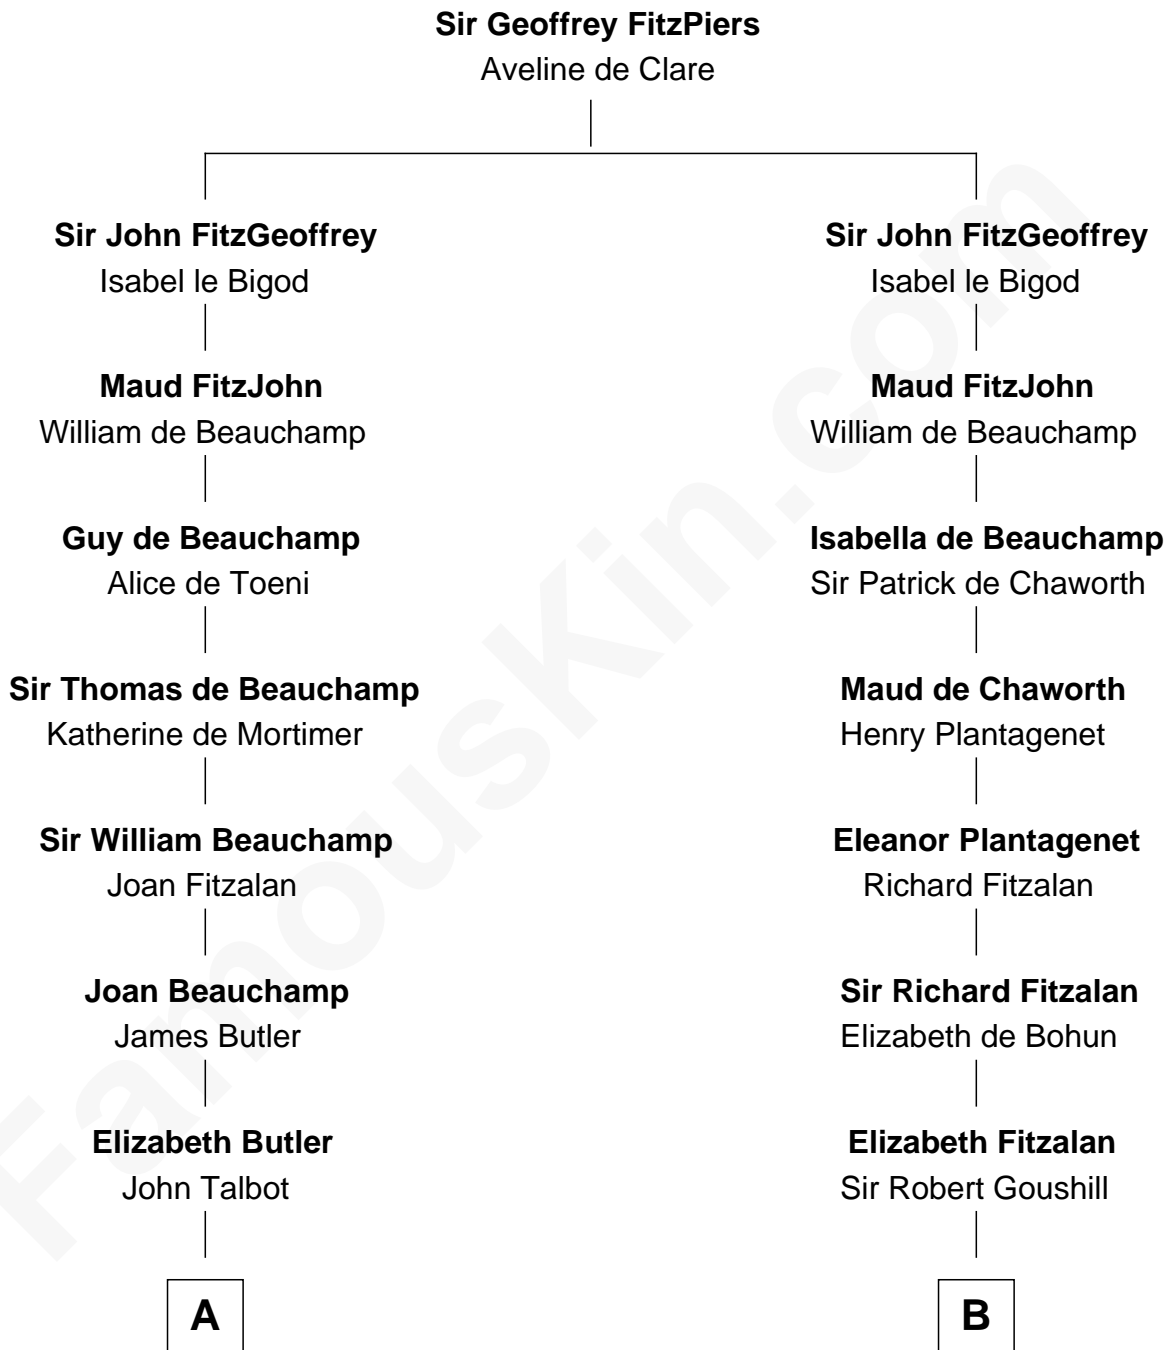 Sir Geoffrey FitzPiers
Aveline de Clare
Sir John FitzGeoffrey
Isabel le Bigod
Maud FitzJohn
William de Beauchamp
Guy de Beauchamp
Alice de Toeni
Sir Thomas de Beauchamp
Katherine de Mortimer
Sir William Beauchamp
Joan Fitzalan
Joan Beauchamp
James Butler
Elizabeth Butler
John Talbot
A
Sir John FitzGeoffrey
Isabel le Bigod
Maud FitzJohn
William de Beauchamp
Isabella de Beauchamp
Sir Patrick de Chaworth
Maud de Chaworth
Henry Plantagenet
Eleanor Plantagenet
Richard Fitzalan
Sir Richard Fitzalan
Elizabeth de Bohun
Elizabeth Fitzalan
Sir Robert Goushill
B
FamousKin.com